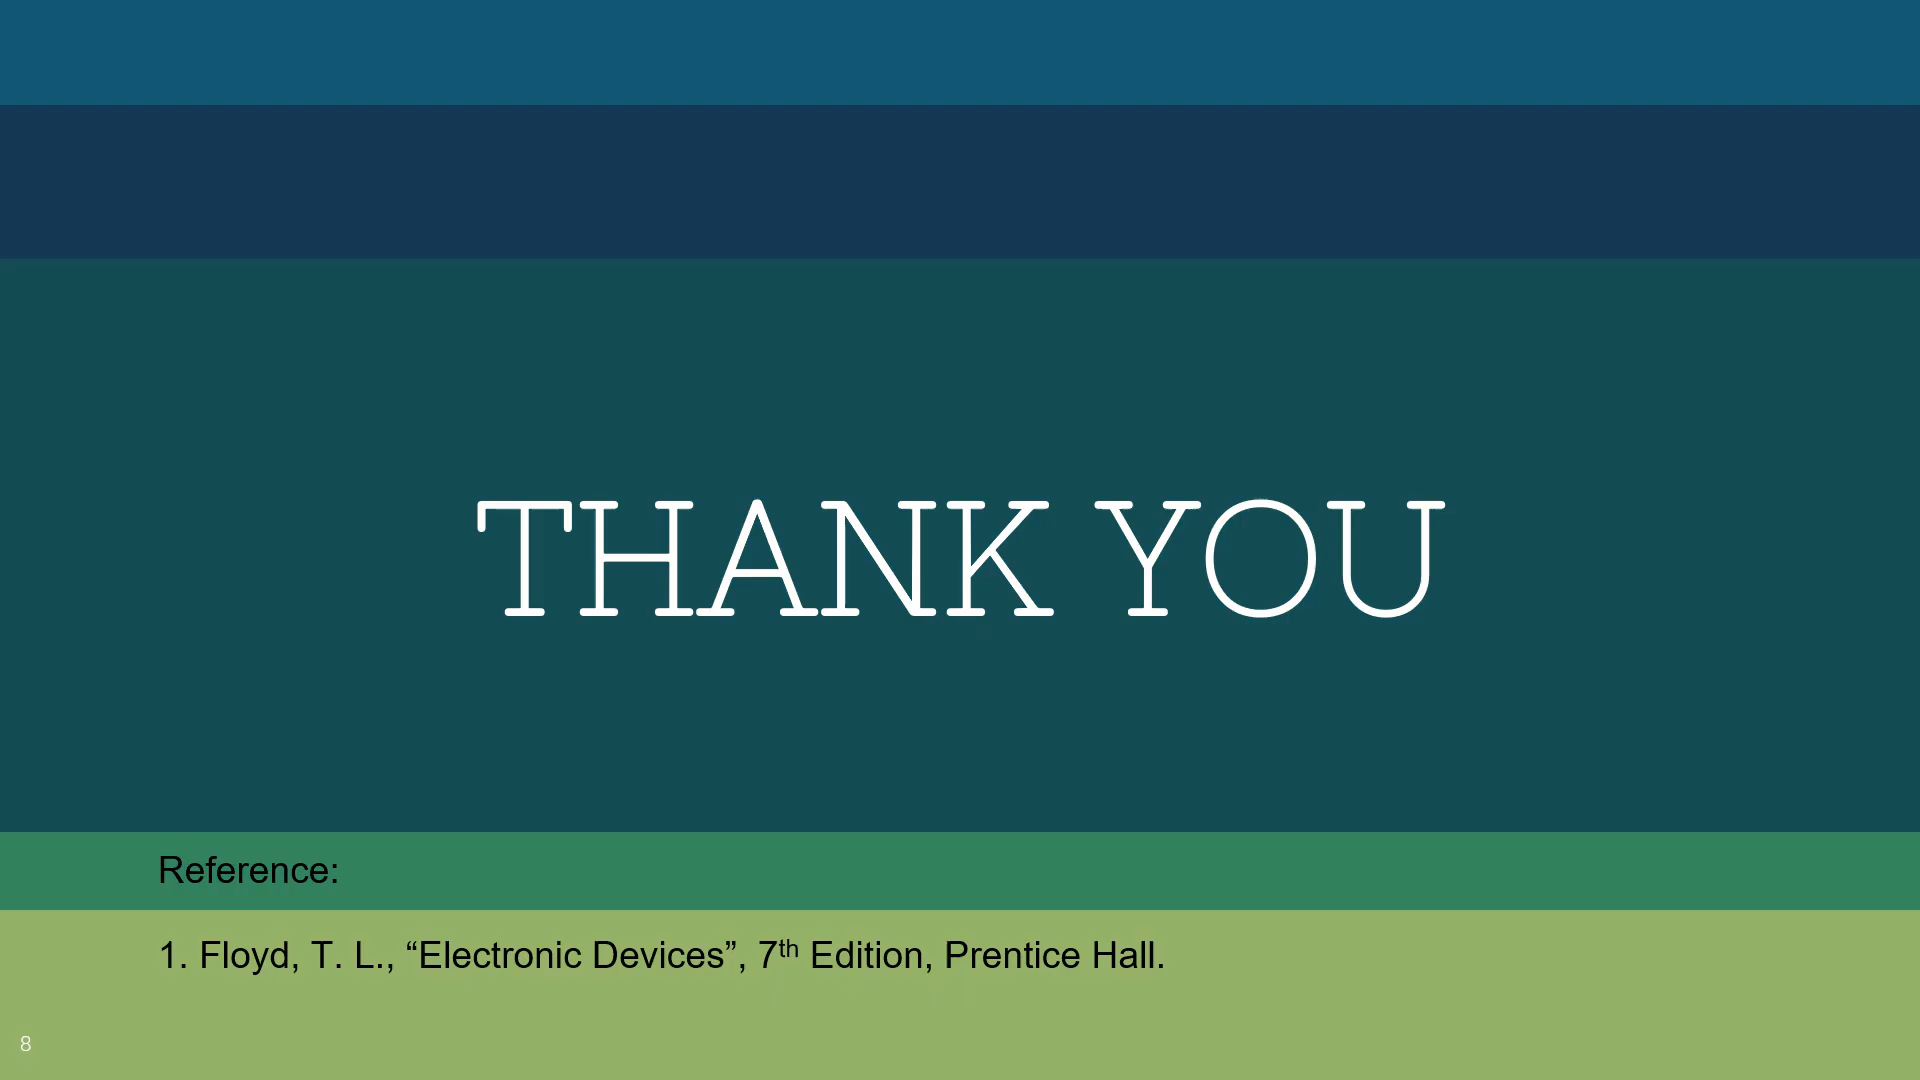 THANK YOU
Reference:
1. Floyd, T. L., “Electronic Devices”, 7th Edition, Prentice Hall.
8